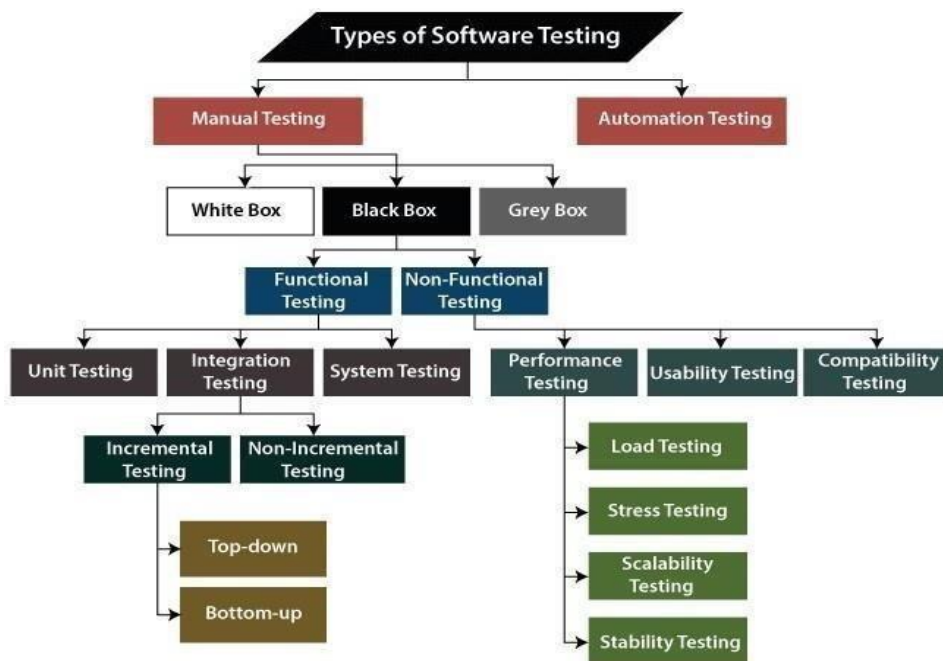 Types of Software Testing
Manual Testing
Automation Testing
White Box
Black Box
Grey Box
Functional
Testing
Non-Functional
Testing
Unit Testing
Integration
Testing
System Testing
Performance
Testing
Usability Testing
Compatibility
Testing
Incremental
Testing
Non-Incremental
Testing
Load Testing
Stress Testing
Top-down
Scalability
Testing
Bottom-up
Stability Testing